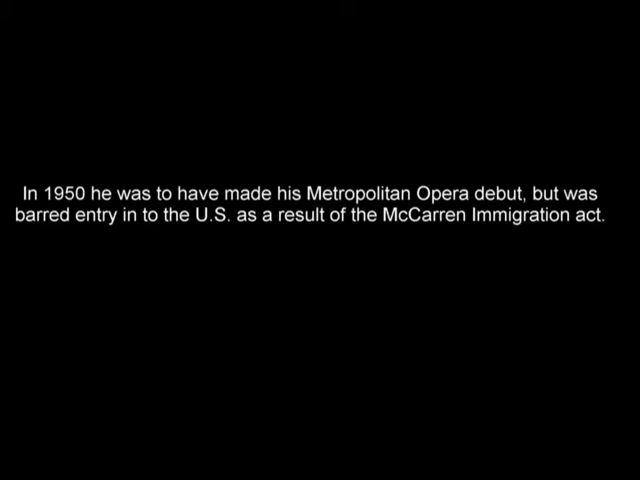 In 1950 he was to have made his Metropolitan Opera debut, but was
barred entry in to the U.S. as a result of the McCarren Immigration act.